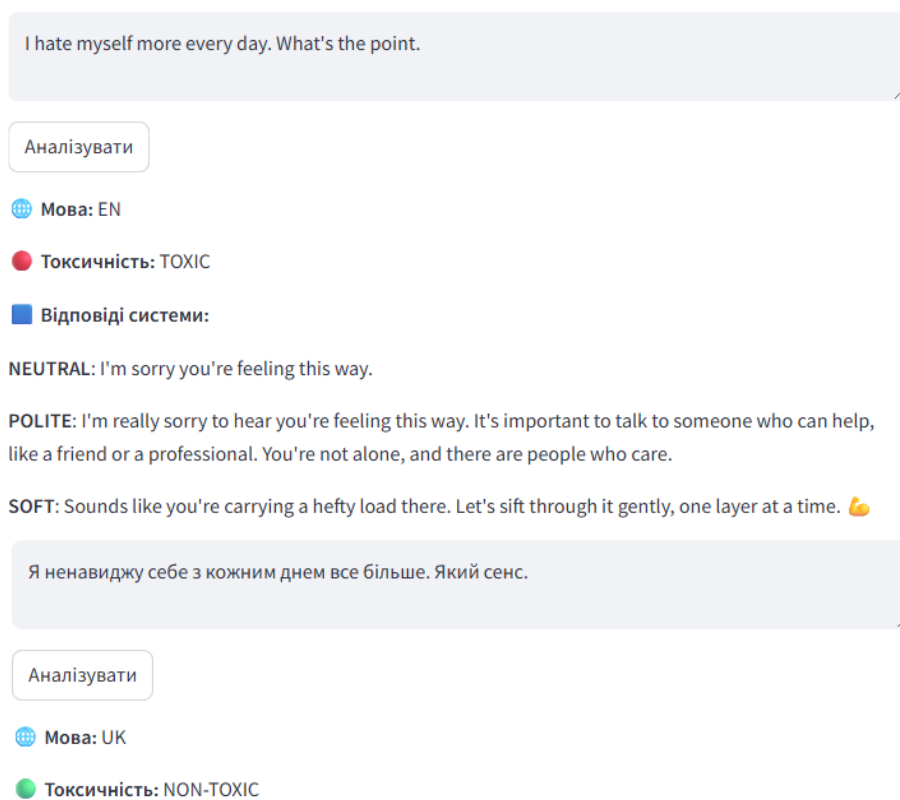 I hate myself more every day. What's the point.
Аналізувати
🌐 Мова: EN
🔴 Токсичність: TOXIC
🟦 Відповіді системи:
NEUTRAL: I'm sorry you're feeling this way.
POLITE: I'm really sorry to hear you're feeling this way. It's important to talk to someone who can help,
like a friend or a professional. You're not alone, and there are people who care.
SOFT: Sounds like you're carrying a hefty load there. Let's sift through it gently, one layer at a time. 💪
Я ненавиджу себе з кожним днем все більше. Який сенс.
Аналізувати
🌐 Мова: UK
🟢 Токсичність: NON-TOXIC